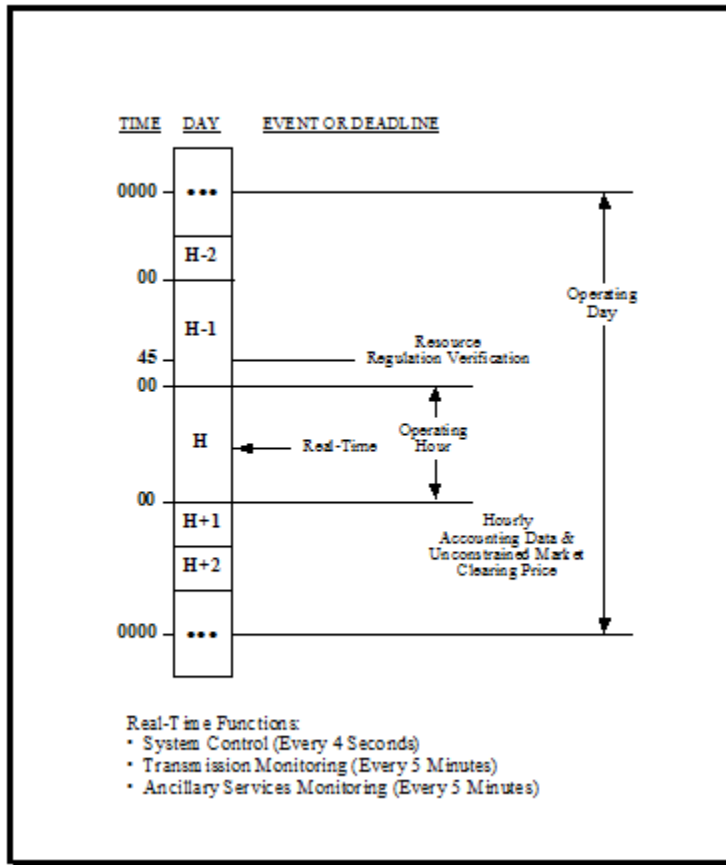 TIME DAY EVENT OR DEADLINE
0000 •••
H-2
00
H-1
Operating
Day
Resource
45 Regulation Verification
00
H Real-Time Operating
Hour
00
H+1 Hourly
Accounting Data &
Unconstrained Market
H+2 Clearing Price
0000 •••
Real-Time Functions:
• System Control (Every 4 Seconds)
• Transmission Monitoring (Every 5 Minutes)
• Ancillary Services Monitoring (Every 5 Minutes)